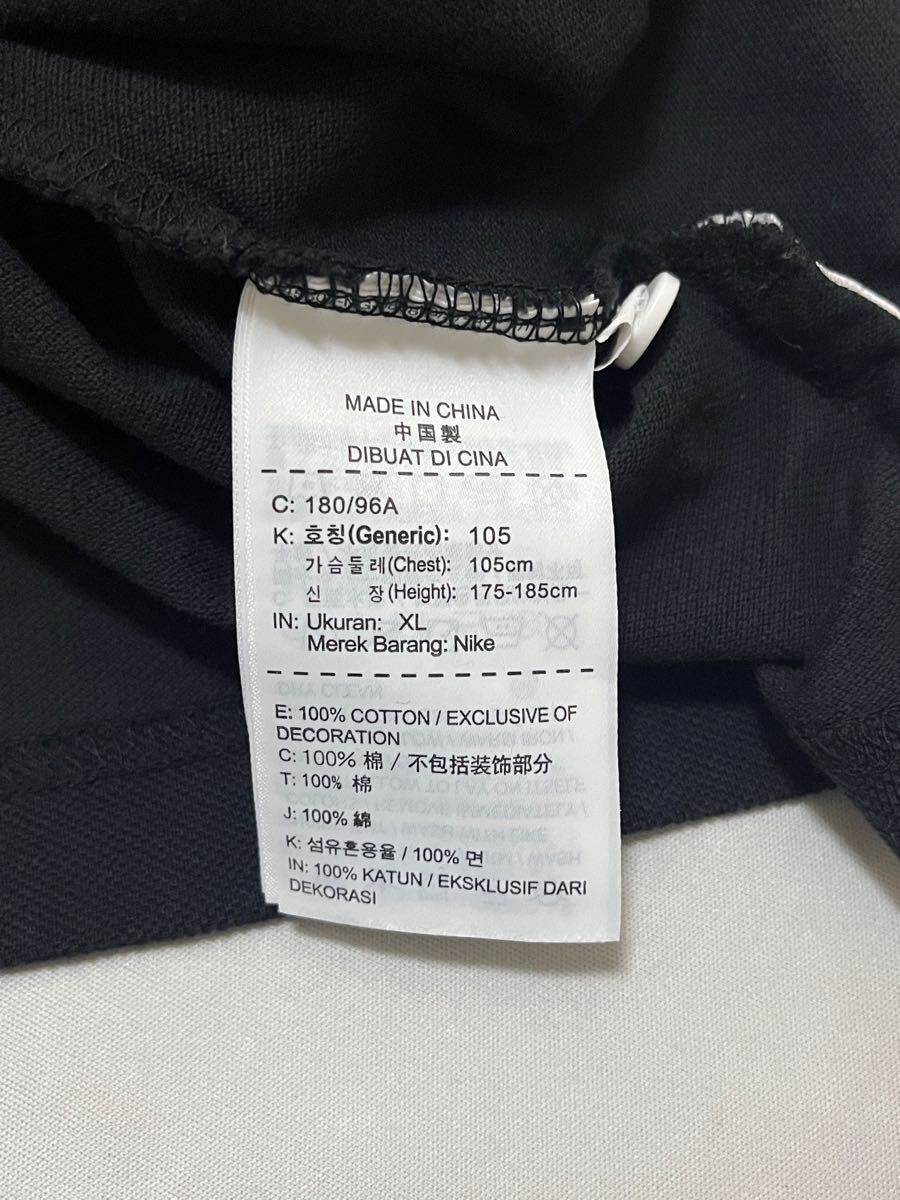 MADE IN CHINA
中国製
DIBUAT DI CINA
C: 180/96A
K: 호칭(Generic): 105
가슴둘레(Chest): 105cm
신 장(Height): 175-185cm
IN: Ukuran: XL
Merek Barang: Nike
E: 100% COTTON / EXCLUSIVE OF
DECORATION
C: 100% 棉 / 不包括装饰部分
T: 100% 棉
J: 100% 綿
K: 섬유혼용율 / 100% 면
IN: 100% KATUN / EKSKLUSIF DARI
DEKORASI